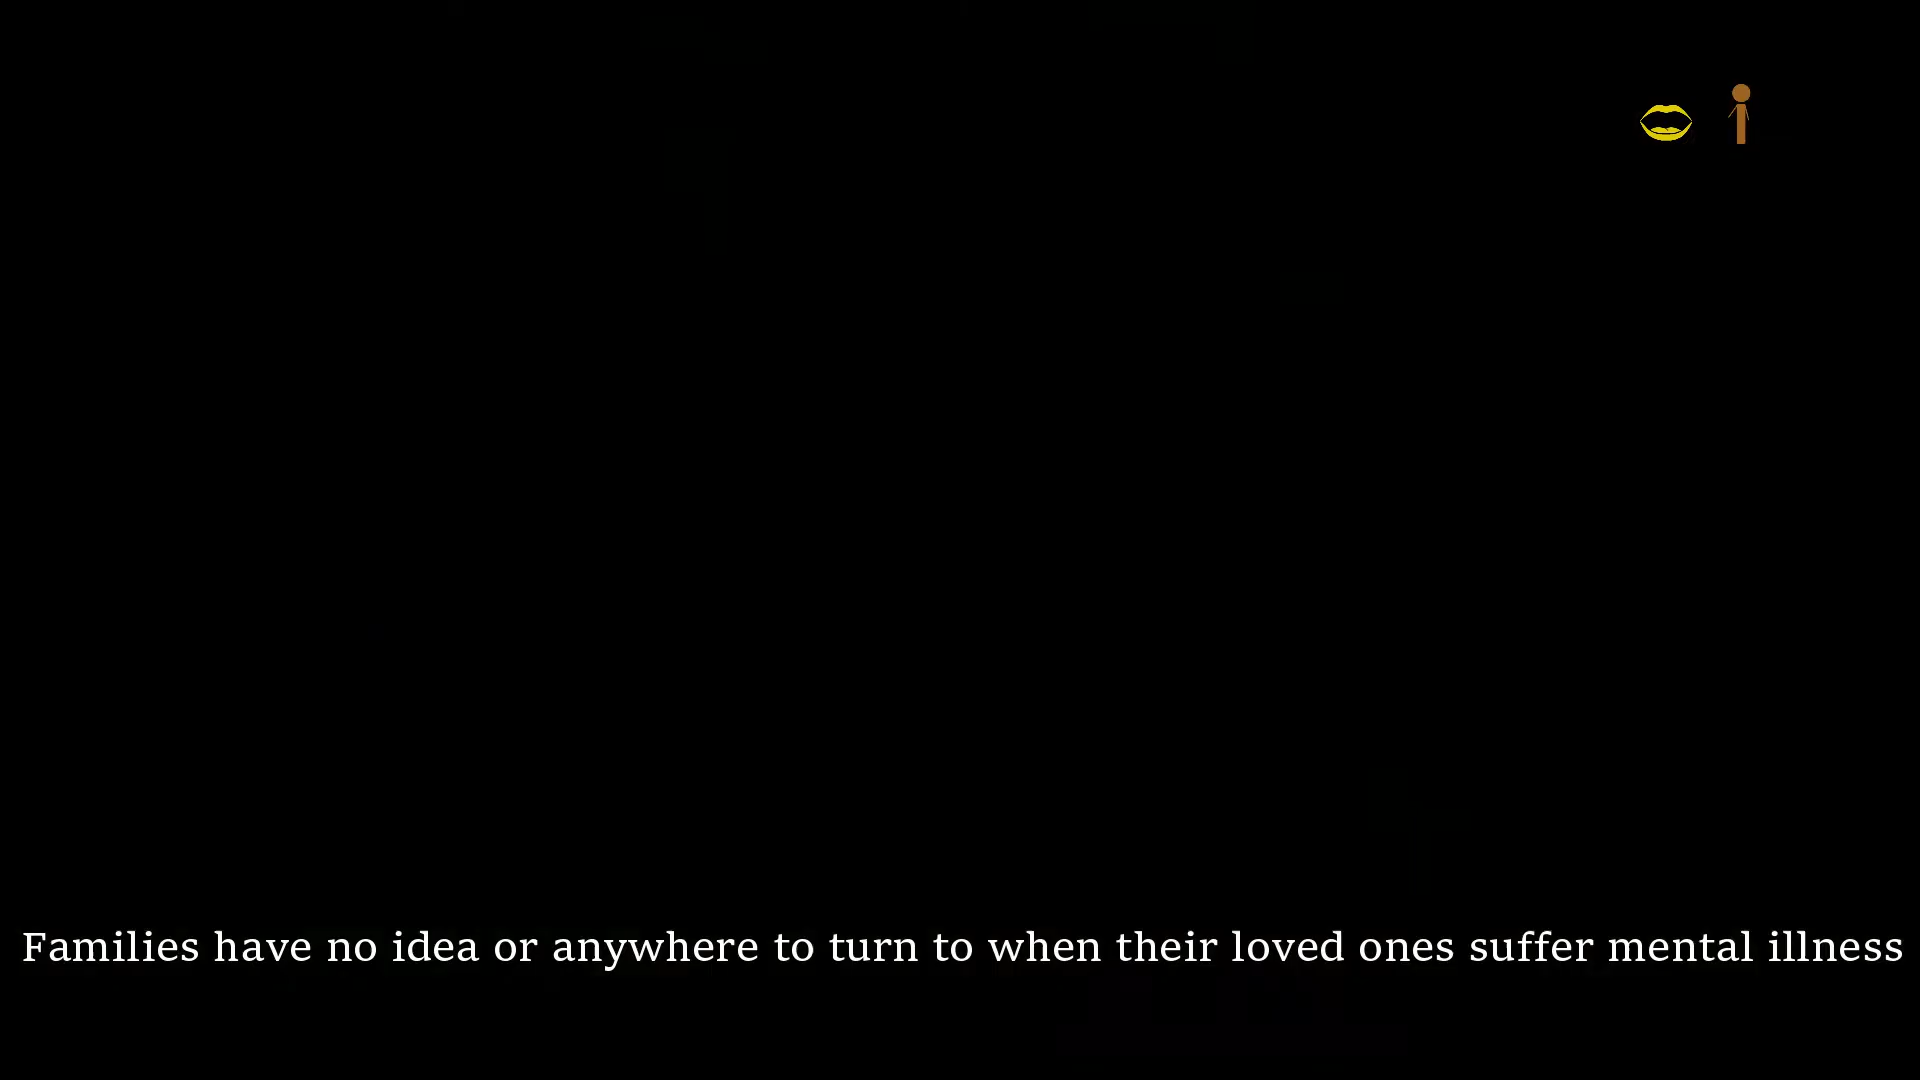 Families have no idea or anywhere to turn to when their loved ones suffer mental illness